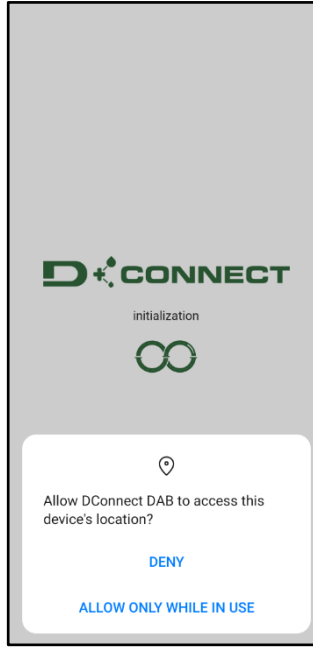 D CONNECT
initialization
Allow DConnect DAB to access this
device's location?
DENY
ALLOW ONLY WHILE IN USE